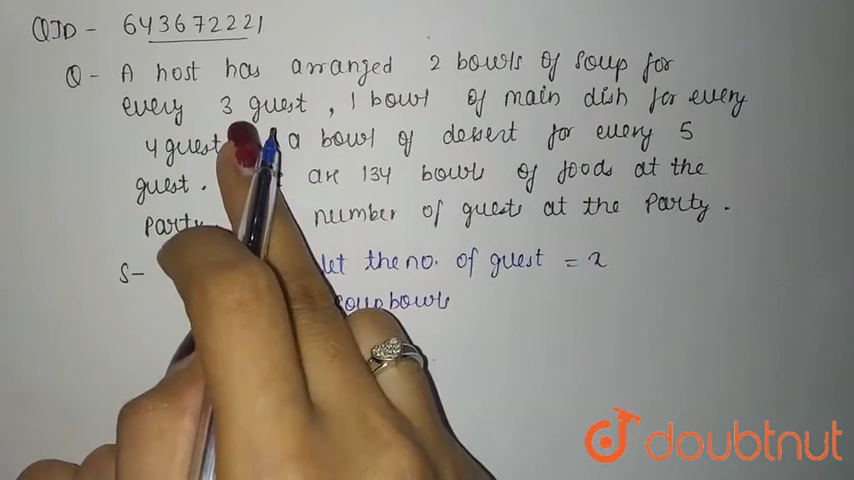 QID - 643672221
Q - A host has arranged 2 bowls of soup for
every 3 guest , 1 bowl of main dish for every
4 guest a bowl of dessert for every 5
guest . are 134 bowls of foods at the
Party number of guests at the Party .
S- let the no. of guest = x
soup bowls
doubtnut